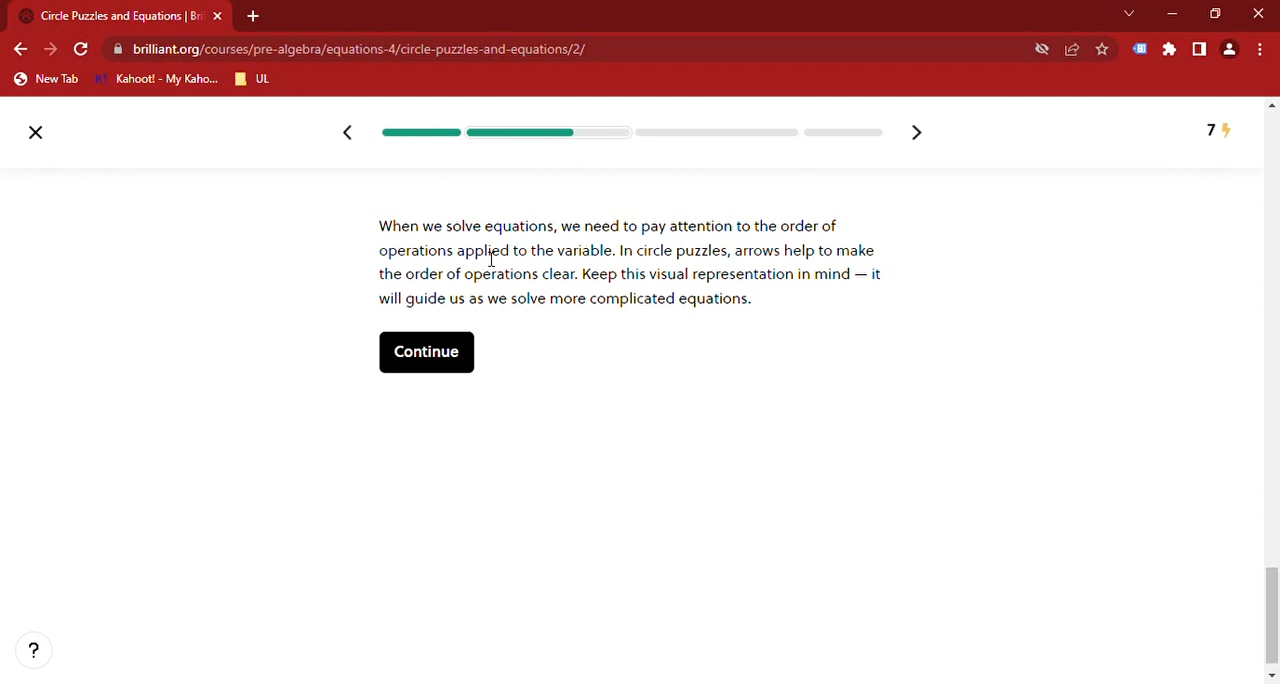 Circle Puzzles and Equations | Bri
brilliant.org/courses/pre-algebra/equations-4/circle-puzzles-and-equations/2/
New Tab
Kahoot! - My Kaho...
UL
7
When we solve equations, we need to pay attention to the order of
operations applied to the variable. In circle puzzles, arrows help to make
the order of operations clear. Keep this visual representation in mind — it
will guide us as we solve more complicated equations.
Continue
?